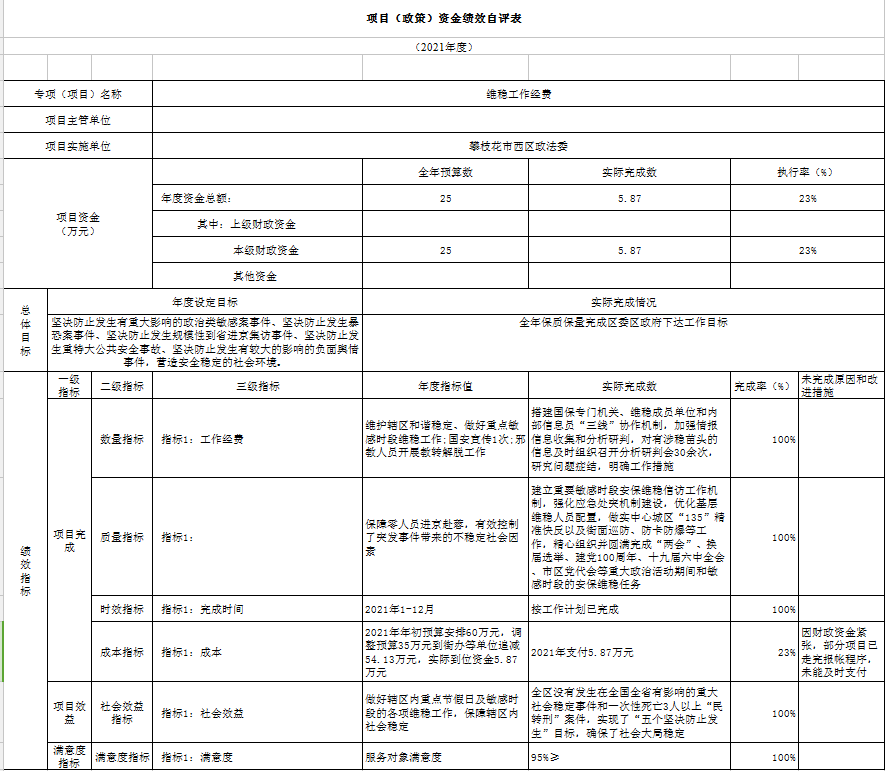 项目（政策）资金绩效自评表
（2021年度）
专项（项目）名称
维稳工作经费
项目主管单位
项目实施单位
攀枝花市西区政法委
项目资金
（万元）
全年预算数
实际完成数
执行率（%）
年度资金总额：
25
5.87
23%
其中：上级财政资金
本级财政资金
25
5.87
23%
其他资金
总体目标
年度设定目标
实际完成情况
坚决防止发生有重大影响的政治类敏感案事件、坚决防止发生暴
恐案事件、坚决防止发生规模性到省进京集访事件、坚决防止发
生重特大公共安全事故、坚决防止发生有较大的影响的负面舆情
事件，营造安全稳定的社会环境。
全年保质保量完成区委区政府下达工作目标
绩效指标
一级
指标
二级指标
三级指标
年度指标值
实际完成数
完成率（%）
未完成原因和改
进措施
项目完
成
数量指标
指标1：工作经费
维护辖区和谐稳定、做好重点敏
感时段维稳工作;国安宣传1次;邪
教人员开展教转解脱工作
搭建国保专门机关、维稳成员单位和内
部信息员“三线”协作机制，加强情报
信息收集和分析研判，对有涉稳苗头的
信息及时组织召开分析研判会30余次，
研究问题症结，明确工作措施
100%
质量指标
指标1：
保障零人员进京赴蓉，有效控制
了突发事件带来的不稳定社会因
素
建立重要敏感时段安保维稳信访工作机
制，强化应急处突机制建设，优化基层
维稳人员配置，做实中心城区“135”精
准快反以及街面巡防、防卡防爆等工
作，精心组织并圆满完成“两会”、换
届选举、建党100周年、十九届六中全会
、市区党代会等重大政治活动期间和敏
感时段的安保维稳任务
100%
时效指标
指标1：完成时间
2021年1-12月
按工作计划已完成
100%
成本指标
指标1：成本
2021年年初预算安排60万元，调
整预算35万元到街办等单位追减
54.13万元，实际到位资金5.87
万元
2021年支付5.87万元
23%
因财政资金紧
张，部分项目已
走完报帐程序，
未能及时支付
项目效
益
社会效益
指标
指标1：社会效益
做好辖区内重点节假日及敏感时
段的各项维稳工作，保障辖区内
社会稳定
全区没有发生在全国全省有影响的重大
社会稳定事件和一次性死亡3人以上“民
转刑”案件，实现了“五个坚决防止发
生”目标，确保了社会大局稳定
100%
满意度
指标
满意度指标
指标1：满意度
服务对象满意度
95%≥
100%